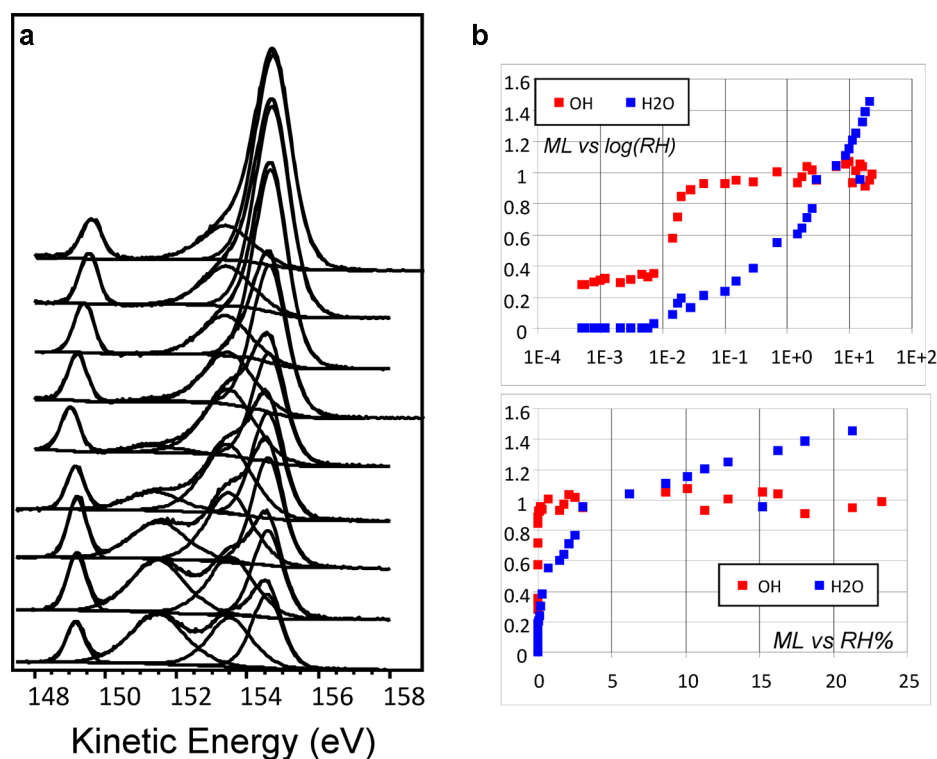 a
148 150 152 154 156 158
Kinetic Energy (eV)
b
1.6
1.4
1.2
1
0.8
0.6
0.4
0.2
0
OH H2O
ML vs log(RH)
1E-4 1E-3 1E-2 1E-1 1E+0 1E+1 1E+2
1.6
1.4
1.2
1
0.8
0.6
0.4
0.2
0
OH H2O
ML vs RH%
0 5 10 15 20 25